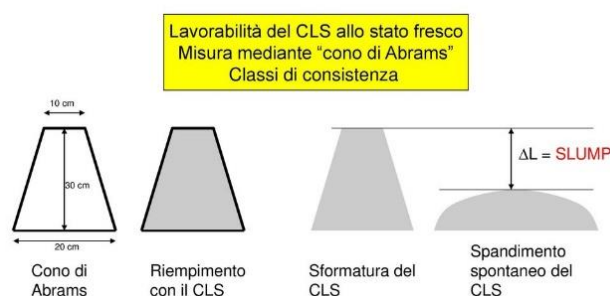 Lavorabilità del CLS allo stato fresco
Misura mediante “cono di Abrams”
Classi di consistenza
10 cm
30 cm
20 cm
ΔL = SLUMP
Cono di
Abrams
Riempimento
con il CLS
Sformatura del
CLS
Spandimento
spontaneo del
CLS